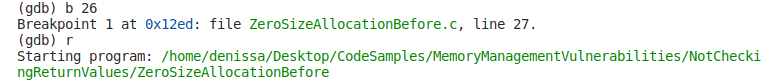 (gdb) b 26
Breakpoint 1 at 0x12ed: file ZeroSizeAllocationBefore.c, line 27.
(gdb) r
Starting program: /home/denissa/Desktop/CodeSamples/MemoryManagementVulnerabilities/NotChecki
ngReturnValues/ZeroSizeAllocationBefore